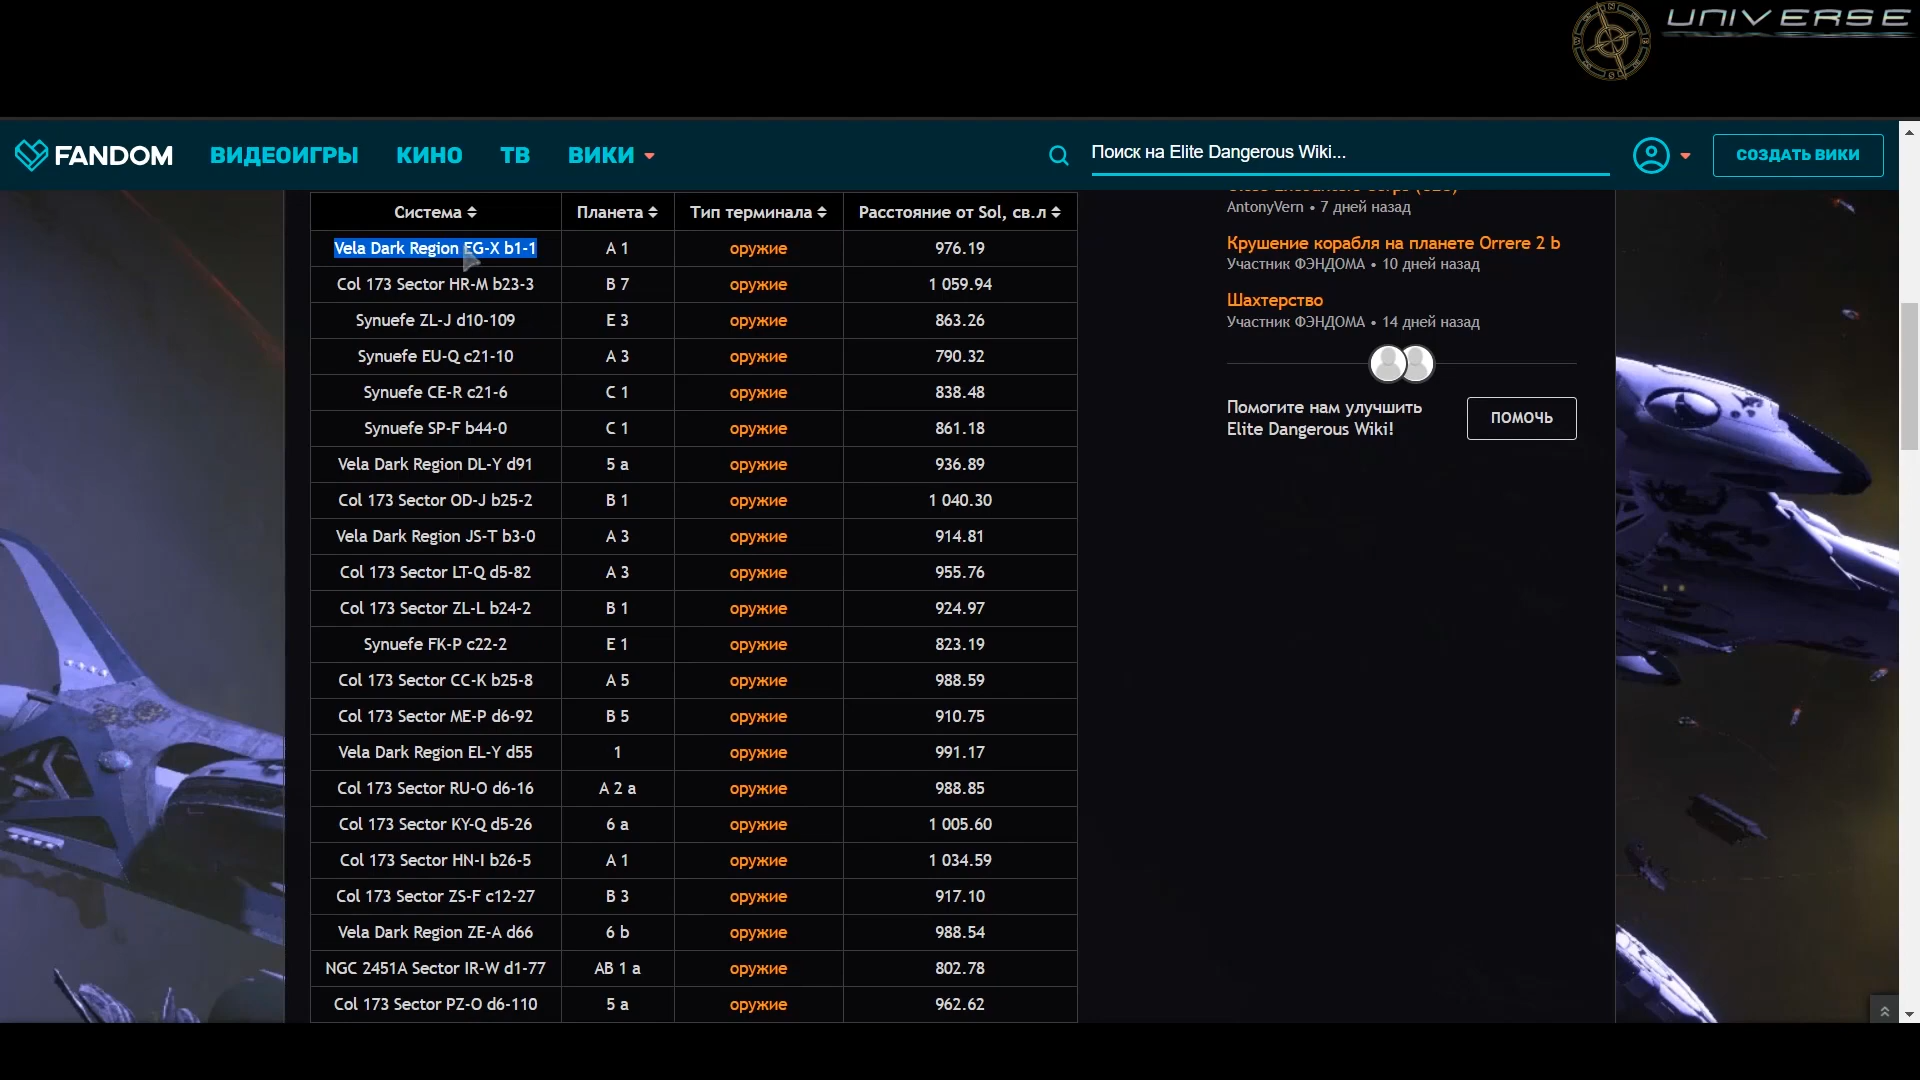 UNIVERSE
FANDOM ВИДЕОИГРЫ КИНО ТВ ВИКИ Поиск на Elite Dangerous Wiki... СОЗДАТЬ ВИКИ
Система Планета Тип терминала Расстояние от Sol, св.л
Vela Dark Region EG-X b1-1 A 1 оружие 976.19
Col 173 Sector HR-M b23-3 B 7 оружие 1 059.94
Synuefe ZL-J d10-109 E 3 оружие 863.26
Synuefe EU-Q c21-10 A 3 оружие 790.32
Synuefe CE-R c21-6 C 1 оружие 838.48
Synuefe SP-F b44-0 C 1 оружие 861.18
Vela Dark Region DL-Y d91 5 a оружие 936.89
Col 173 Sector OD-J b25-2 B 1 оружие 1 040.30
Vela Dark Region JS-T b3-0 A 3 оружие 914.81
Col 173 Sector LT-Q d5-82 A 3 оружие 955.76
Col 173 Sector ZL-L b24-2 B 1 оружие 924.97
Synuefe FK-P c22-2 E 1 оружие 823.19
Col 173 Sector CC-K b25-8 A 5 оружие 988.59
Col 173 Sector ME-P d6-92 B 5 оружие 910.75
Vela Dark Region EL-Y d55 1 оружие 991.17
Col 173 Sector RU-O d6-16 A 2 a оружие 988.85
Col 173 Sector KY-Q d5-26 6 a оружие 1 005.60
Col 173 Sector HN-I b26-5 A 1 оружие 1 034.59
Col 173 Sector ZS-F c12-27 B 3 оружие 917.10
Vela Dark Region ZE-A d66 6 b оружие 988.54
NGC 2451A Sector IR-W d1-77 AB 1 a оружие 802.78
Col 173 Sector PZ-O d6-110 5 a оружие 962.62
AntonyVern • 7 дней назад
Крушение корабля на планете Orrere 2 b
Участник ФЭНДОМА • 10 дней назад
Шахтерство
Участник ФЭНДОМА • 14 дней назад
Помогите нам улучшить
Elite Dangerous Wiki!
ПОМОЧЬ